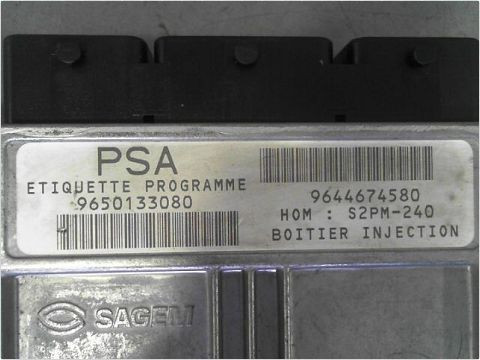 PSA
ETIQUETTE PROGRAMME
9650133080
9644674580
HOM : S2PM-240
BOITIER INJECTION
SAGEM